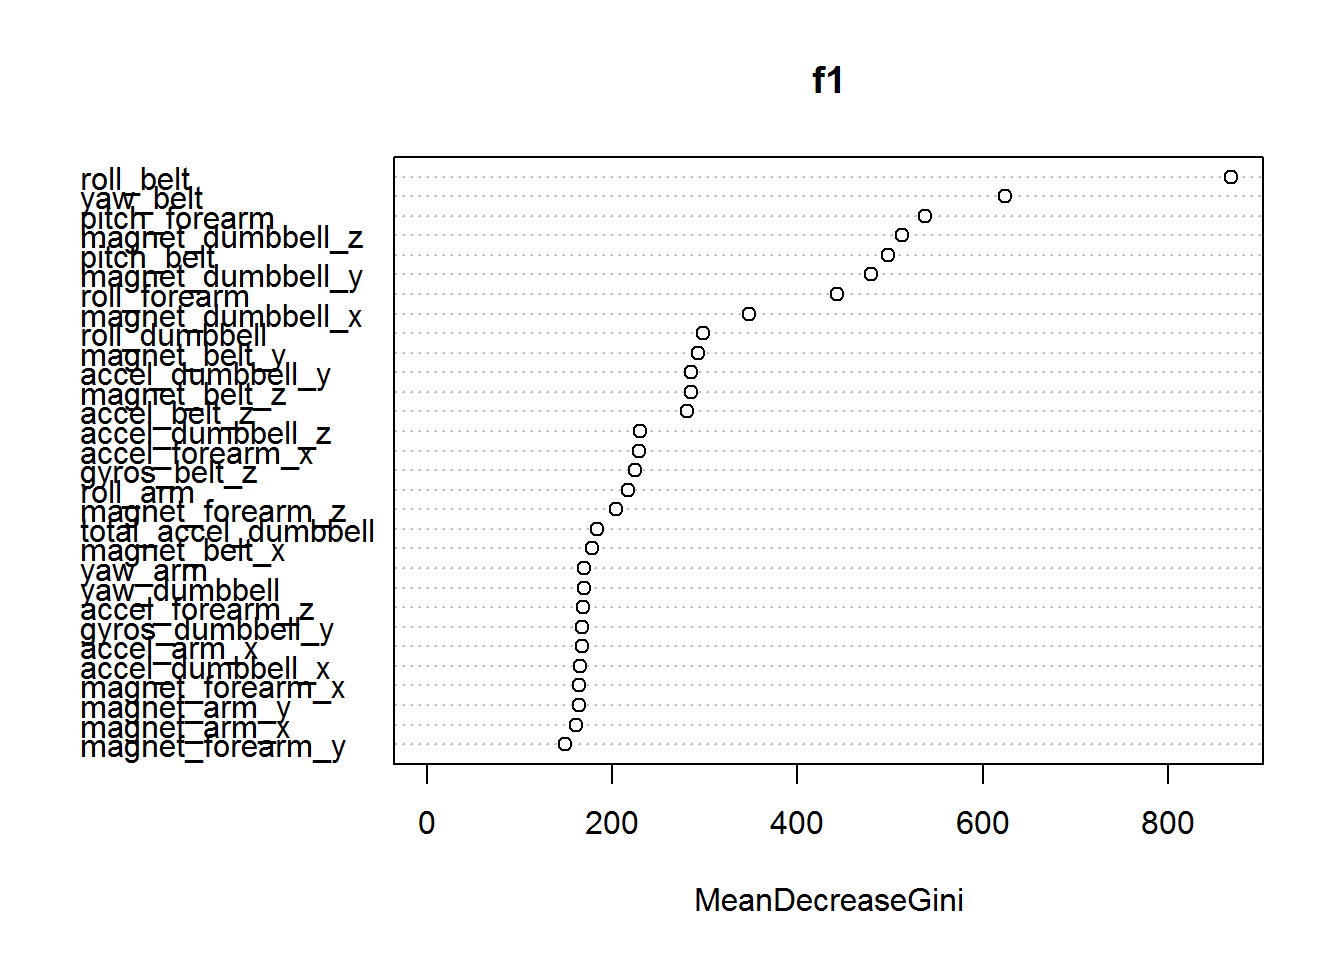 f1
roll_belt
yaw_belt
pitch_forearm
magnet_dumbbell_z
pitch_belt
magnet_dumbbell_y
roll_forearm
magnet_dumbbell_x
roll_dumbbell
magnet_belt_y
accel_dumbbell_y
magnet_belt_z
accel_belt_z
accel_dumbbell_z
accel_forearm_x
gyros_belt_z
roll_arm
magnet_forearm_z
total_accel_dumbbell
magnet_belt_x
yaw_arm
yaw_dumbbell
accel_forearm_z
gyros_dumbbell_y
accel_arm_x
accel_dumbbell_x
magnet_forearm_x
magnet_arm_y
magnet_arm_x
magnet_forearm_y
0 200 400 600 800
MeanDecreaseGini